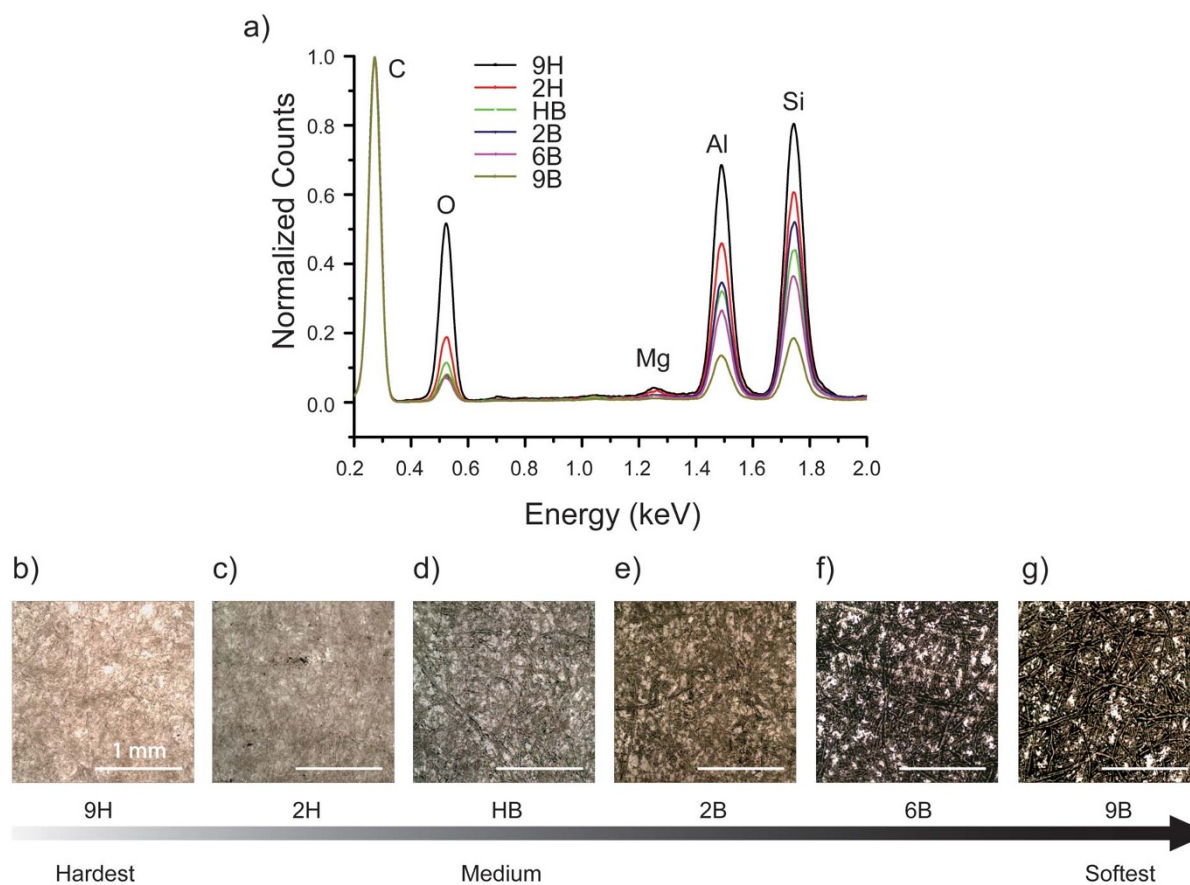 a)
C
O
Mg
Al
Si
9H
2H
HB
2B
6B
9B
1.0
0.8
0.6
0.4
0.2
0.0
Normalized Counts
0.2 0.4 0.6 0.8 1.0 1.2 1.4 1.6 1.8 2.0
Energy (keV)
b) c) d) e) f) g)
1 mm
9H 2H HB 2B 6B 9B
Hardest Medium Softest